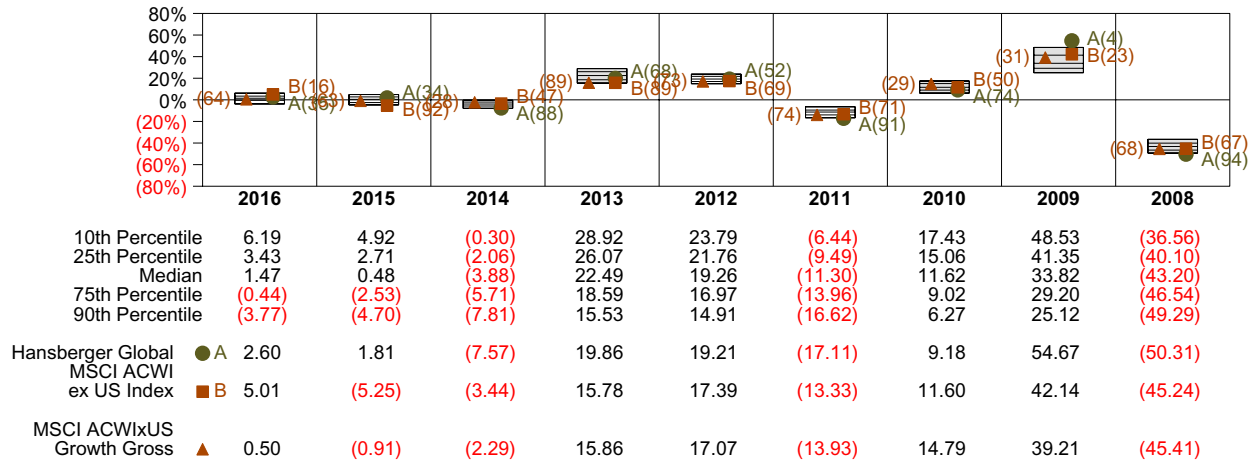 80%
60%
40%
20%
0%
(20%)
(40%)
(60%)
(80%)
(64) B(16) A(35)
(63) A(34) B(92)
(28) B(47) A(88)
(89) A(68) B(89)
(73) A(52) B(69)
(74) B(71) A(91)
(29) B(50) A(74)
(31) A(4) B(23)
(68) B(67) A(94)
2016 2015 2014 2013 2012 2011 2010 2009 2008
10th Percentile 6.19 4.92 (0.30) 28.92 23.79 (6.44) 17.43 48.53 (36.56)
25th Percentile 3.43 2.71 (2.06) 26.07 21.76 (9.49) 15.06 41.35 (40.10)
Median 1.47 0.48 (3.88) 22.49 19.26 (11.30) 11.62 33.82 (43.20)
75th Percentile (0.44) (2.53) (5.71) 18.59 16.97 (13.96) 9.02 29.20 (46.54)
90th Percentile (3.77) (4.70) (7.81) 15.53 14.91 (16.62) 6.27 25.12 (49.29)
Hansberger Global A 2.60 1.81 (7.57) 19.86 19.21 (17.11) 9.18 54.67 (50.31)
MSCI ACWI
ex US Index B 5.01 (5.25) (3.44) 15.78 17.39 (13.33) 11.60 42.14 (45.24)
MSCI ACWIxUS
Growth Gross 0.50 (0.91) (2.29) 15.86 17.07 (13.93) 14.79 39.21 (45.41)